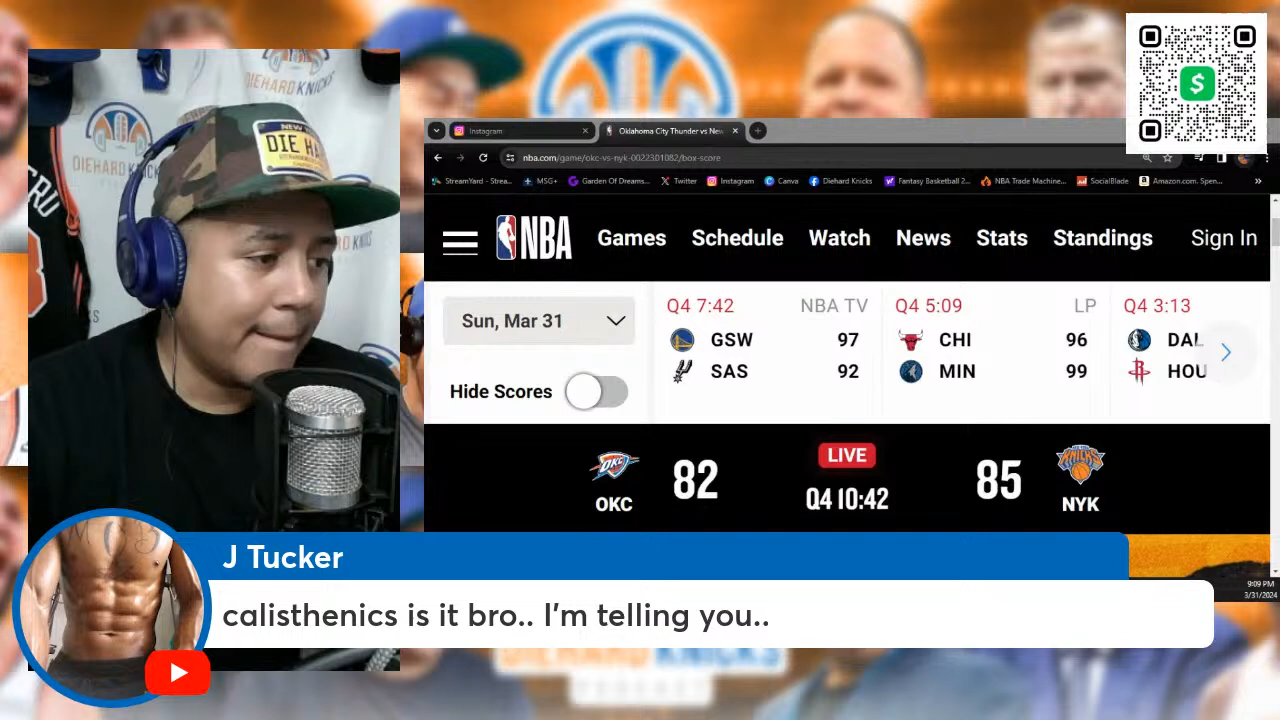 DIEHARD KNICKS
DIEHARD KNICKS
NEW
DIE HA
Instagram
Oklahoma City Thunder vs Ne
nba.com/game/okc-vs-nyk-0022301082/box-score
StreamYard - Strea...
MSG+
Garden Of Dreams...
Twitter
Instagram
Canva
Diehard Knicks
Fantasy Basketball 2...
NBA Trade Machine...
SocialBlade
Amazon.com. Spen...
NBA
Games
Schedule
Watch
News
Stats
Standings
Sign In
Sun, Mar 31
Hide Scores
Q4 7:42 NBA TV
GSW 97
SAS 92
Q4 5:09 LP
CHI 96
MIN 99
Q4 3:13
DAL
HOU
OKC
82
LIVE
Q4 10:42
85
NYK
9:09 PM
3/31/2024
J Tucker
calisthenics is it bro.. I'm telling you..